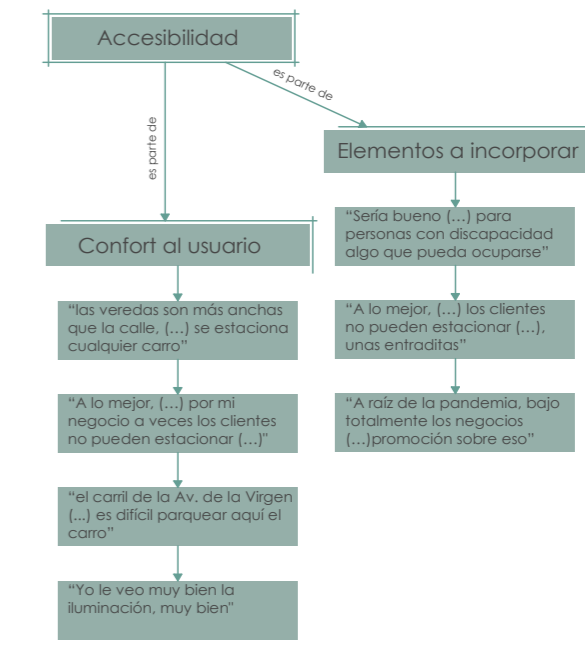 Accesibilidad
es parte de
es parte de
Elementos a incorporar
“Sería bueno (…) para
personas con discapacidad
algo que pueda ocuparse”
“A lo mejor, (…) los clientes
no pueden estacionar (…),
unas entraditas”
“A raíz de la pandemia, bajo
totalmente los negocios
(…)promoción sobre eso”
Confort al usuario
“las veredas son más anchas
que la calle, (…) se estaciona
cualquier carro”
“A lo mejor, (…) por mi
negocio a veces los clientes
no pueden estacionar (…)"
“el carril de la Av. de la Virgen
(...) es difícil parquear aquí el
carro”
“Yo le veo muy bien la
iluminación, muy bien"